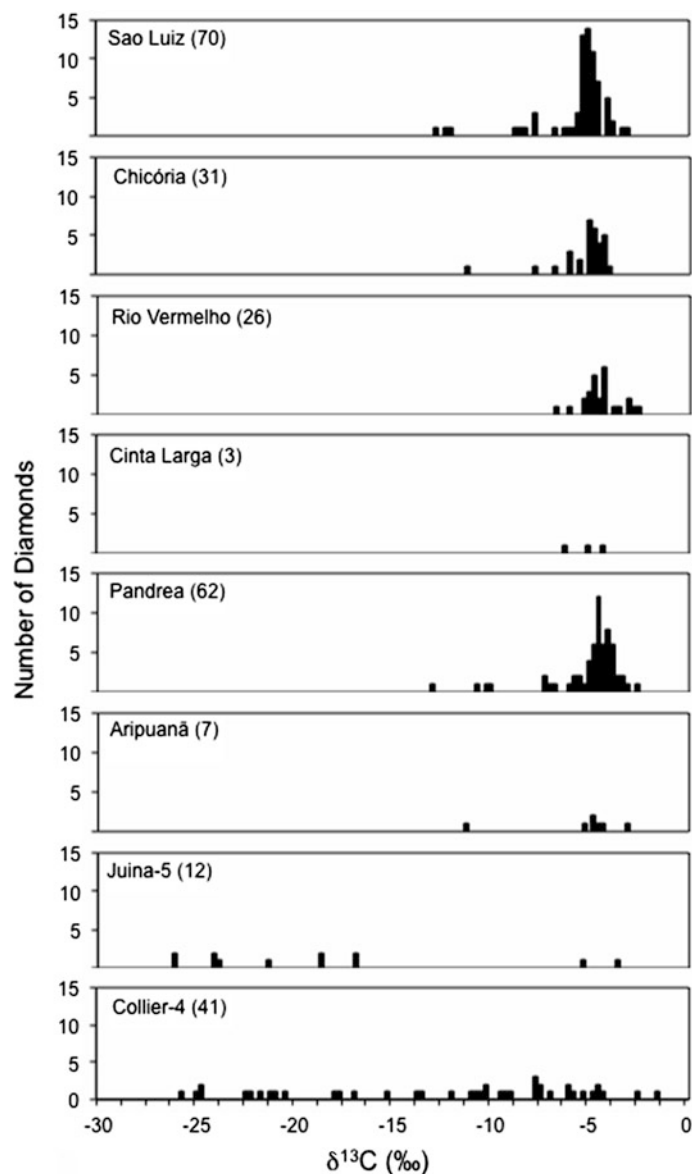 15
Sao Luiz (70)
10
5
15
Chicória (31)
10
5
15
Rio Vermelho (26)
10
5
15
Cinta Larga (3)
10
5
15
Pandrea (62)
10
5
15
Aripuanã (7)
10
5
15
Juina-5 (12)
10
5
15
Collier-4 (41)
10
5
0
Number of Diamonds
-30 -25 -20 -15 -10 -5 0
δ¹³C (‰)